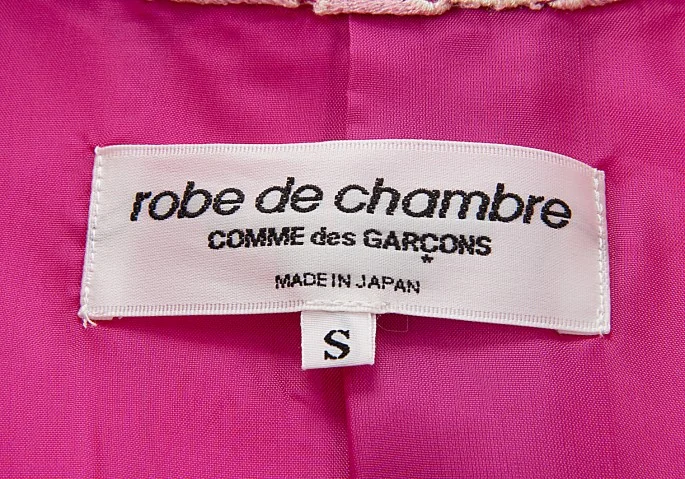 robe de chambre
COMME des GARÇONS
*
MADE IN JAPAN
S